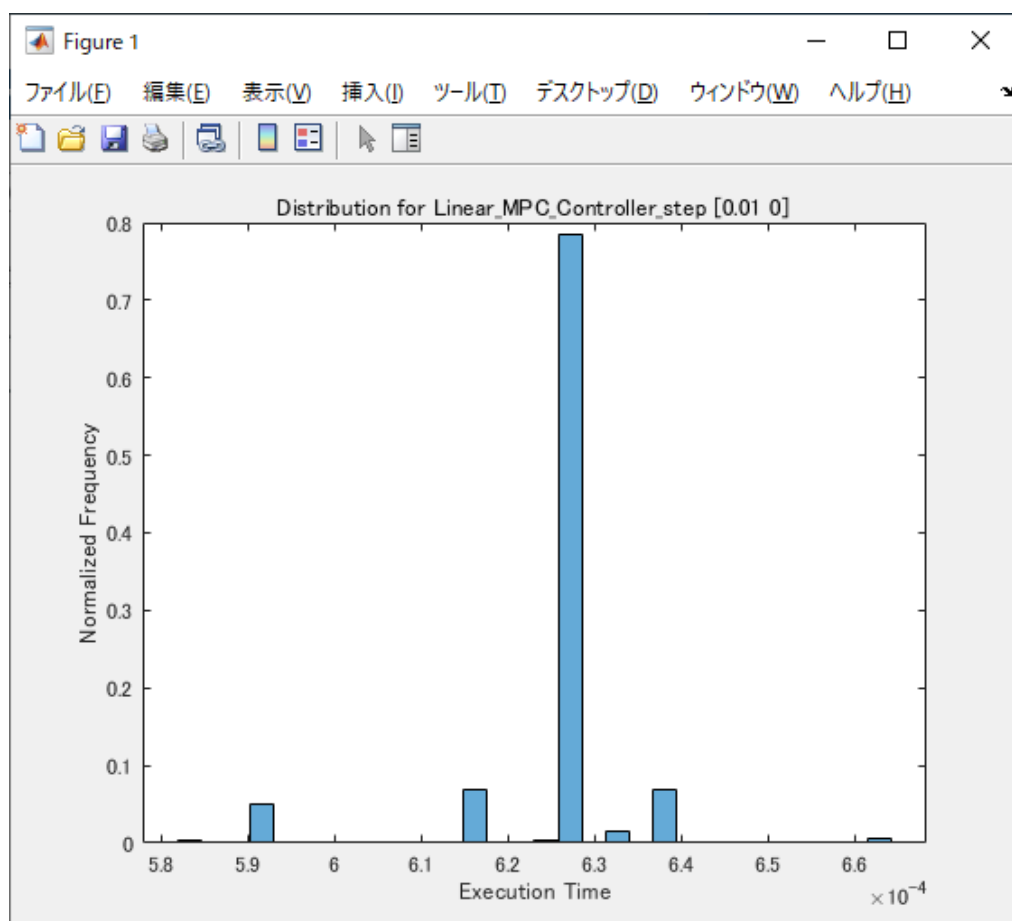 Figure 1
ファイル(F) 編集(E) 表示(V) 挿入(I) ツール(T) デスクトップ(D) ウィンドウ(W) ヘルプ(H)
Distribution for Linear_MPC_Controller_step [0.01 0]
0.8
0.7
0.6
0.5
0.4
0.3
0.2
0.1
0
Normalized Frequency
5.8 5.9 6 6.1 6.2 6.3 6.4 6.5 6.6
Execution Time
×10⁻⁴